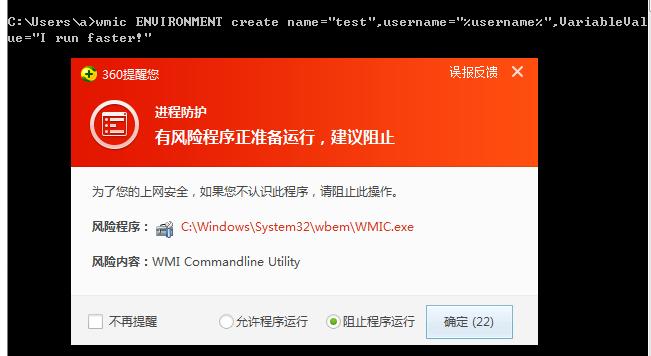 C:\Users\a>wmic ENVIRONMENT create name="test",username="%username%",VariableVal
ue="I run faster!"
360提醒您
误报反馈
进程防护
有风险程序正准备运行，建议阻止
为了您的上网安全，如果您不认识此程序，请阻止此操作。
风险程序： C:\Windows\System32\wbem\WMIC.exe
风险内容：WMI Commandline Utility
不再提醒 允许程序运行 阻止程序运行 确定 (22)